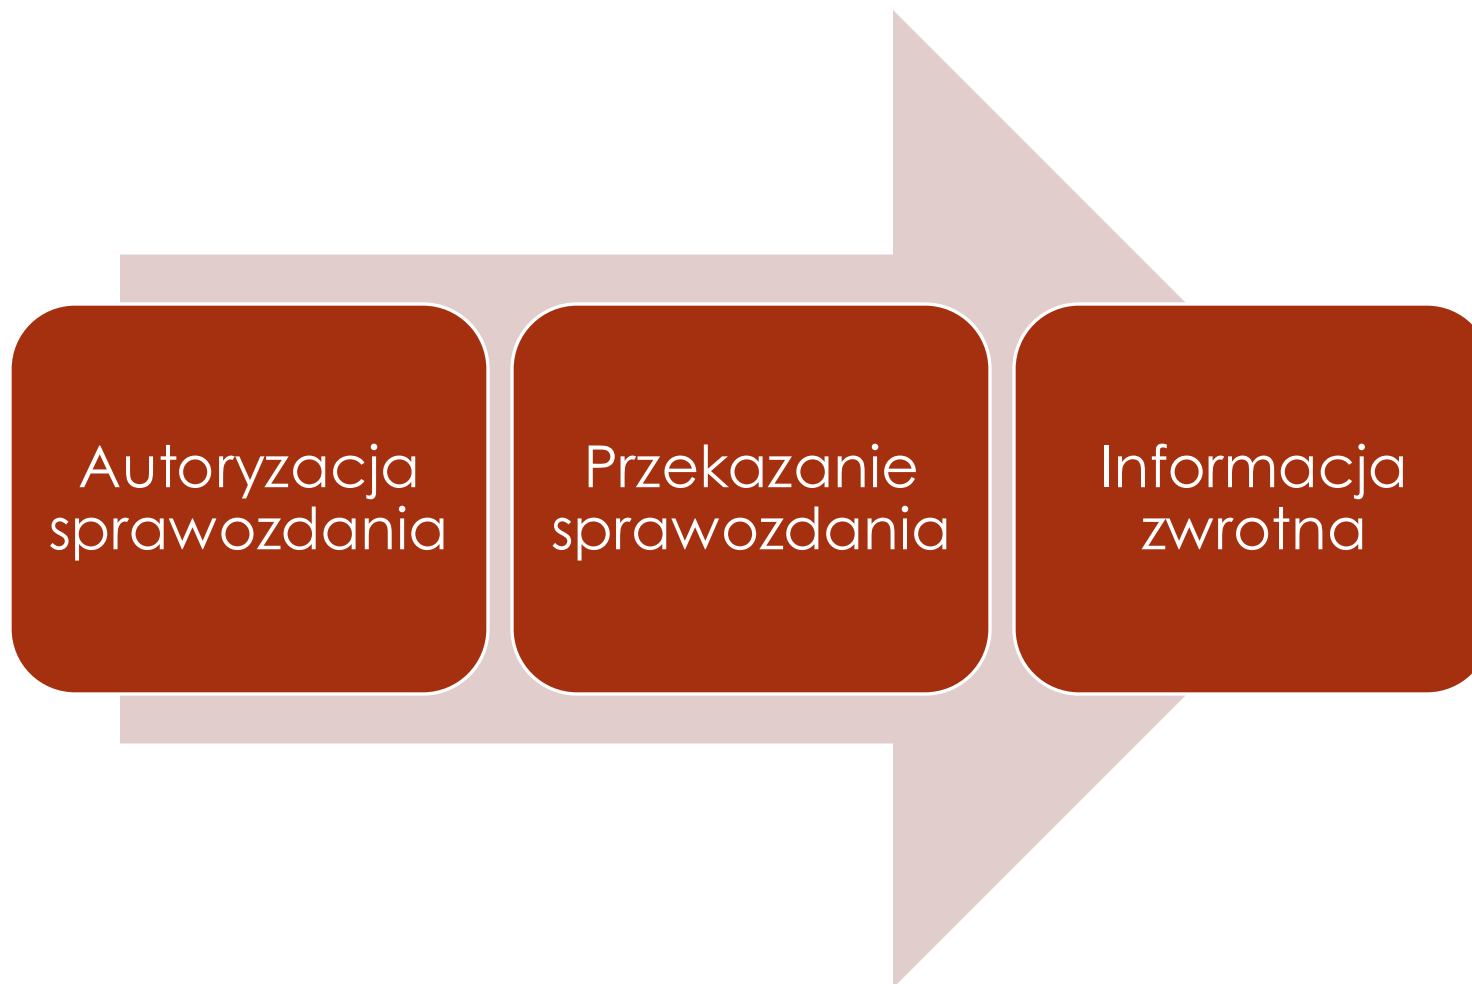 Autoryzacja
sprawozdania
Przekazanie
sprawozdania
Informacja
zwrotna